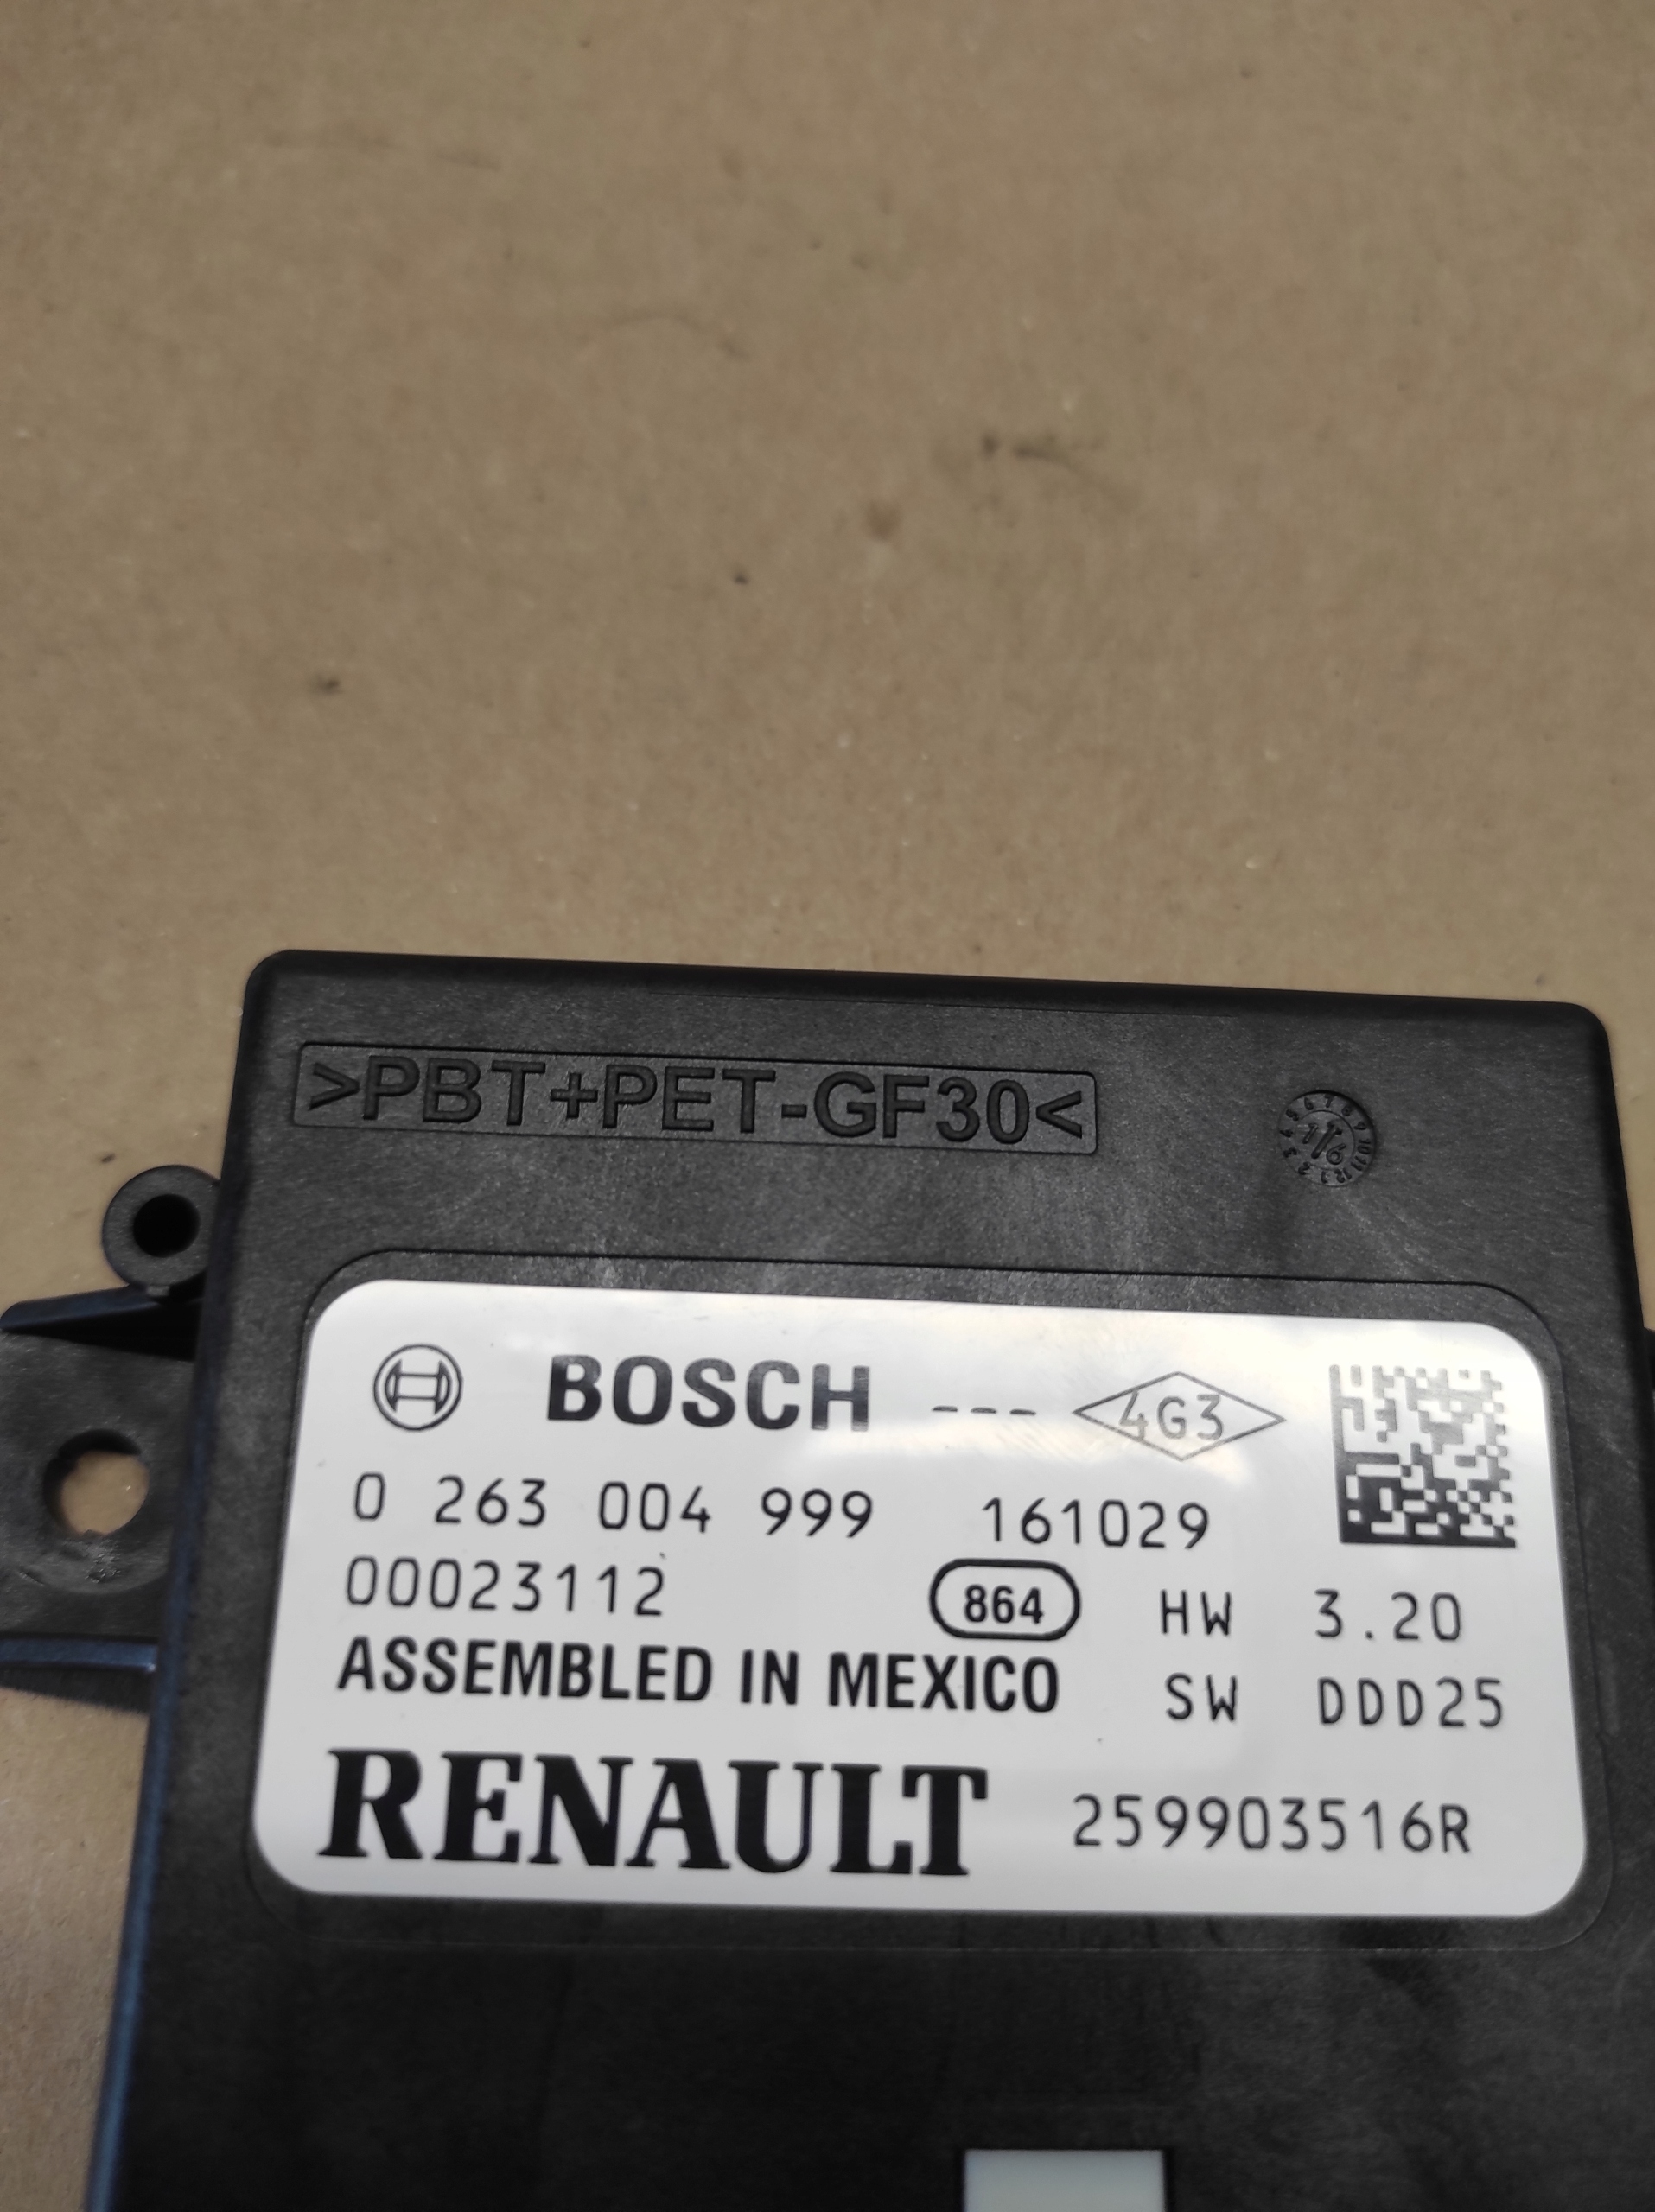 >PBT+PET-GF30<
16
BOSCH --- 4G3
0 263 004 999 161029
00023112 864 HW 3.20
ASSEMBLED IN MEXICO SW DDD25
RENAULT 259903516R